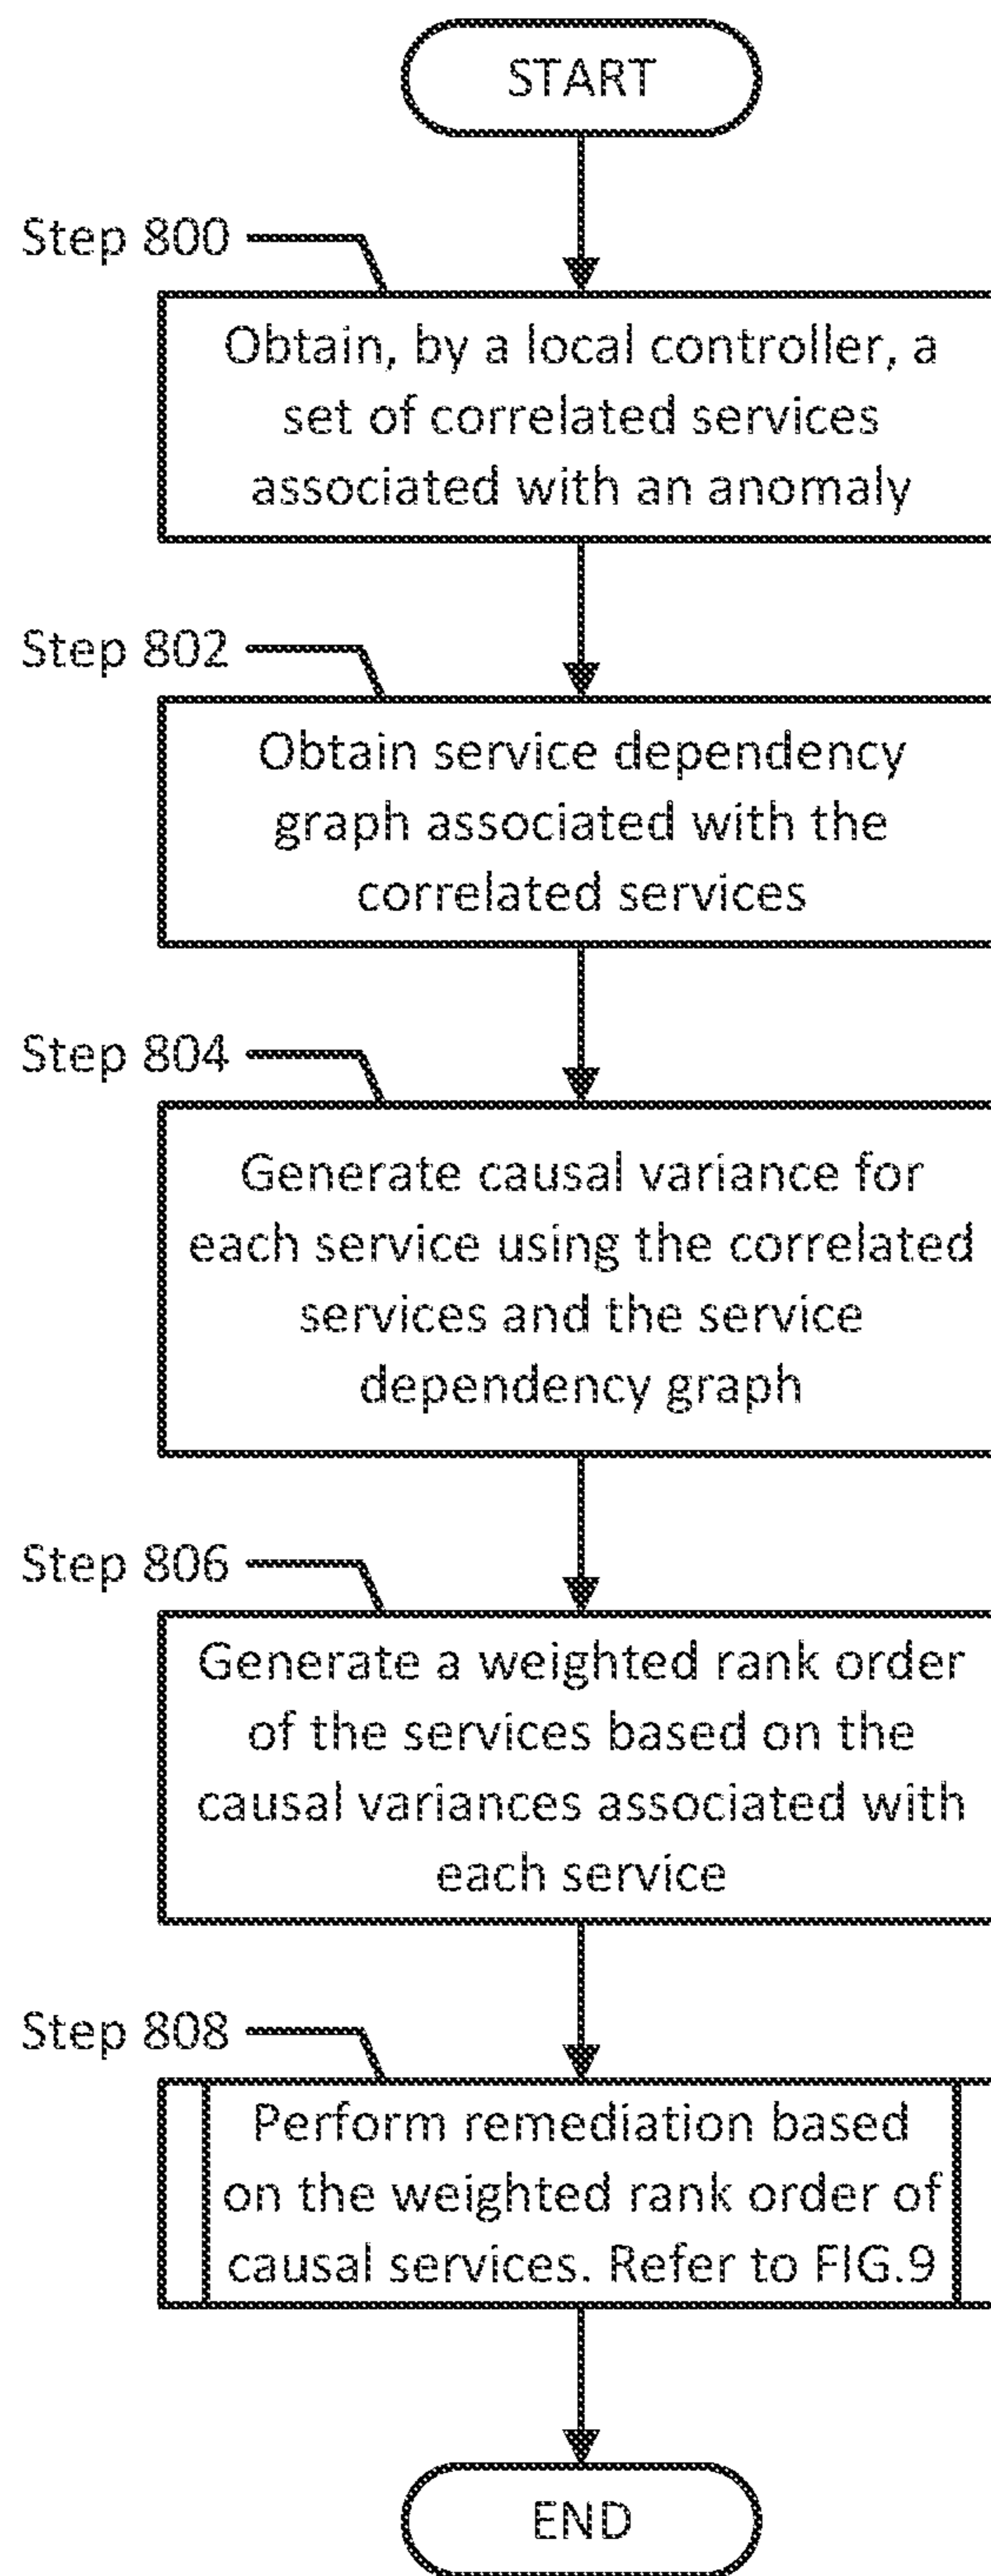 START
Step 800
Obtain, by a local controller, a
set of correlated services
associated with an anomaly
Step 802
Obtain service dependency
graph associated with the
correlated services
Step 804
Generate causal variance for
each service using the correlated
services and the service
dependency graph
Step 806
Generate a weighted rank order
of the services based on the
causal variances associated with
each service
Step 808
Perform remediation based
on the weighted rank order of
causal services. Refer to FIG.9
END